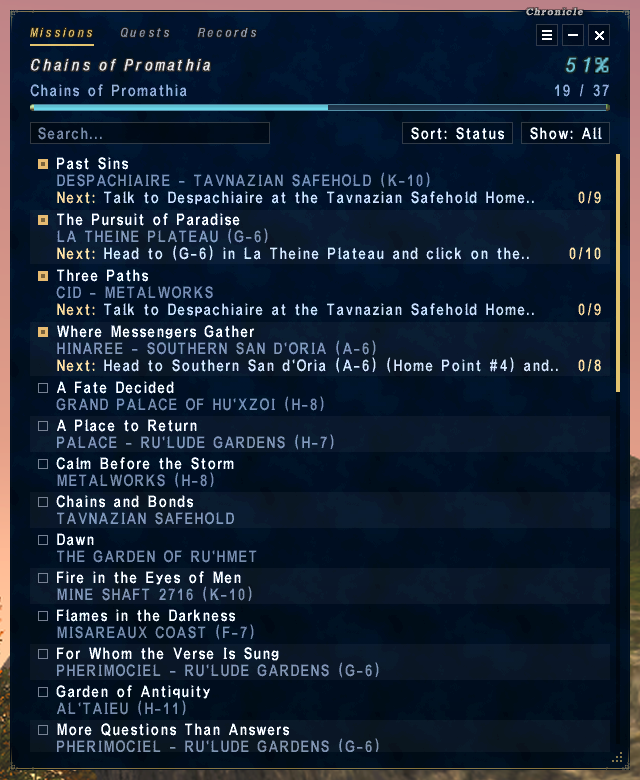 Chronicle
Missions Quests Records
Chains of Promathia 51%
Chains of Promathia 19 / 37
Search... Sort: Status Show: All
Past Sins
DESPACHIAIRE - TAVNAZIAN SAFEHOLD (K-10)
Next: Talk to Despachiaire at the Tavnazian Safehold Home.. 0/9
The Pursuit of Paradise
LA THEINE PLATEAU (G-6)
Next: Head to (G-6) in La Theine Plateau and click on the.. 0/10
Three Paths
CID - METALWORKS
Next: Talk to Despachiaire at the Tavnazian Safehold Home.. 0/9
Where Messengers Gather
HINAREE - SOUTHERN SAN D'ORIA (A-6)
Next: Head to Southern San d'Oria (A-6) (Home Point #4) and.. 0/8
A Fate Decided
GRAND PALACE OF HU'XZOI (H-8)
A Place to Return
PALACE - RU'LUDE GARDENS (H-7)
Calm Before the Storm
METALWORKS (H-8)
Chains and Bonds
TAVNAZIAN SAFEHOLD
Dawn
THE GARDEN OF RU'HMET
Fire in the Eyes of Men
MINE SHAFT 2716 (K-10)
Flames in the Darkness
MISAREAUX COAST (F-7)
For Whom the Verse Is Sung
PHERIMOCIEL - RU'LUDE GARDENS (G-6)
Garden of Antiquity
AL'TAIEU (H-11)
More Questions Than Answers
PHERIMOCIEL - RU'LUDE GARDENS (G-6)